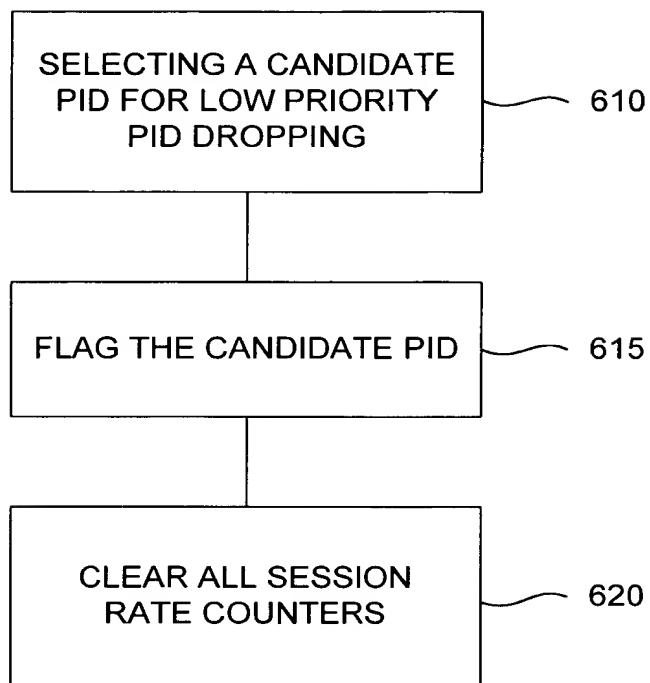 SELECTING A CANDIDATE
PID FOR LOW PRIORITY
PID DROPPING
610
FLAG THE CANDIDATE PID
615
CLEAR ALL SESSION
RATE COUNTERS
620